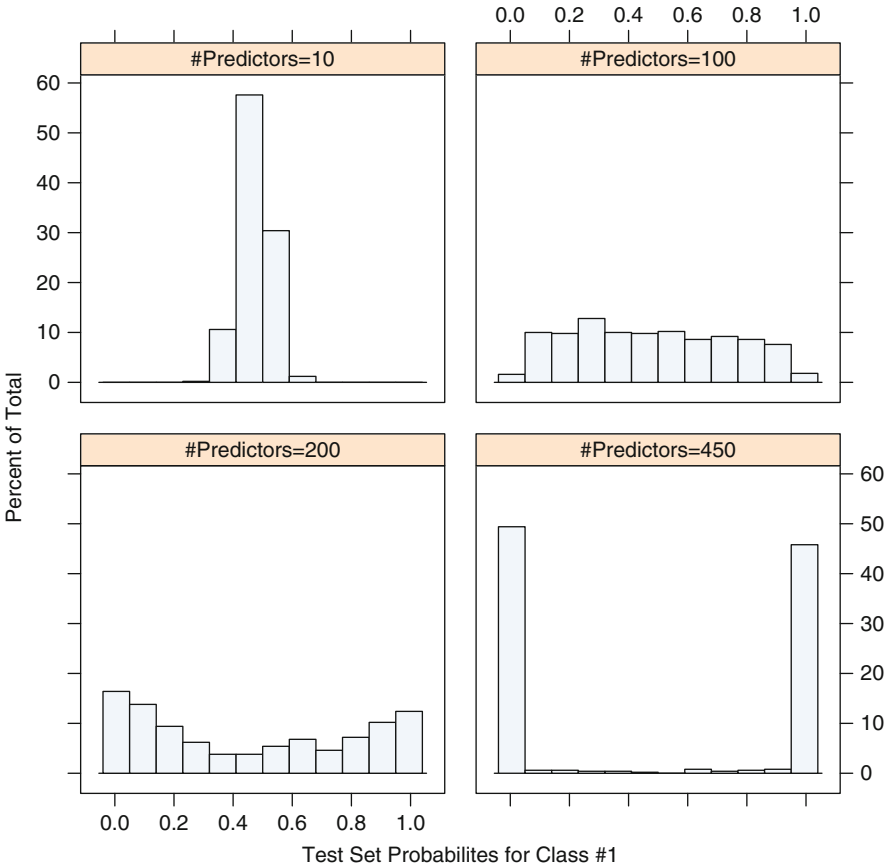 0.0 0.2 0.4 0.6 0.8 1.0
#Predictors=10
#Predictors=100
60
50
40
30
20
10
0
Percent of Total
#Predictors=200
#Predictors=450
60
50
40
30
20
10
0
0.0 0.2 0.4 0.6 0.8 1.0
Test Set Probabilites for Class #1